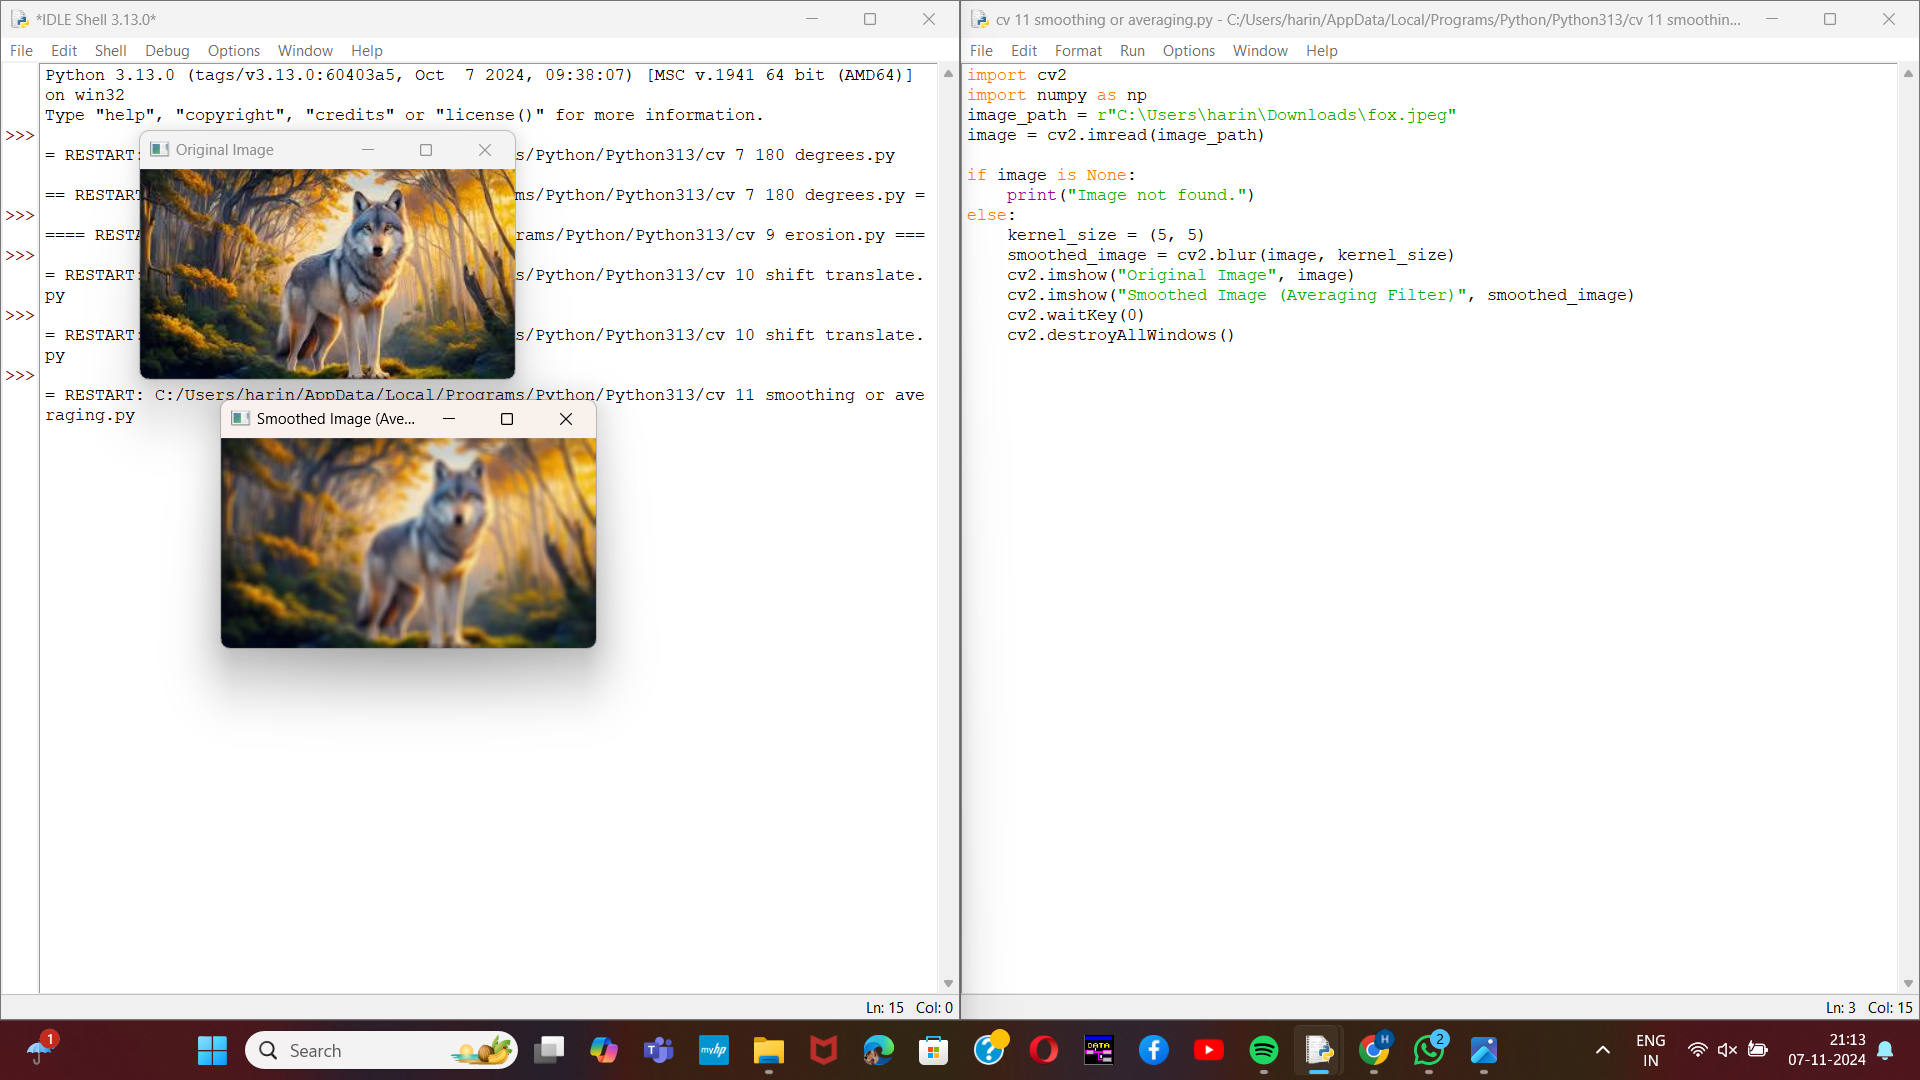 *IDLE Shell 3.13.0*
File Edit Shell Debug Options Window Help
Python 3.13.0 (tags/v3.13.0:60403a5, Oct  7 2024, 09:38:07) [MSC v.1941 64 bit (AMD64)]
on win32
Type "help", "copyright", "credits" or "license()" for more information.
>>>
= RESTART: s/Python/Python313/cv 7 180 degrees.py
== RESTART ms/Python/Python313/cv 7 180 degrees.py =
>>>
==== RESTA rams/Python/Python313/cv 9 erosion.py ===
>>>
= RESTART: s/Python/Python313/cv 10 shift translate.
py
>>>
= RESTART: s/Python/Python313/cv 10 shift translate.
py
>>>
= RESTART: C:/Users/harin/AppData/Local/Programs/Python/Python313/cv 11 smoothing or ave
raging.py
Original Image
Smoothed Image (Ave...
Ln: 15 Col: 0
cv 11 smoothing or averaging.py - C:/Users/harin/AppData/Local/Programs/Python/Python313/cv 11 smoothin...
File Edit Format Run Options Window Help
import cv2
import numpy as np
image_path = r"C:\Users\harin\Downloads\fox.jpeg"
image = cv2.imread(image_path)
if image is None:
    print("Image not found.")
else:
    kernel_size = (5, 5)
    smoothed_image = cv2.blur(image, kernel_size)
    cv2.imshow("Original Image", image)
    cv2.imshow("Smoothed Image (Averaging Filter)", smoothed_image)
    cv2.waitKey(0)
    cv2.destroyAllWindows()
Ln: 3 Col: 15
1
Search
myhp
DATA
H
2
ENG
IN
21:13
07-11-2024